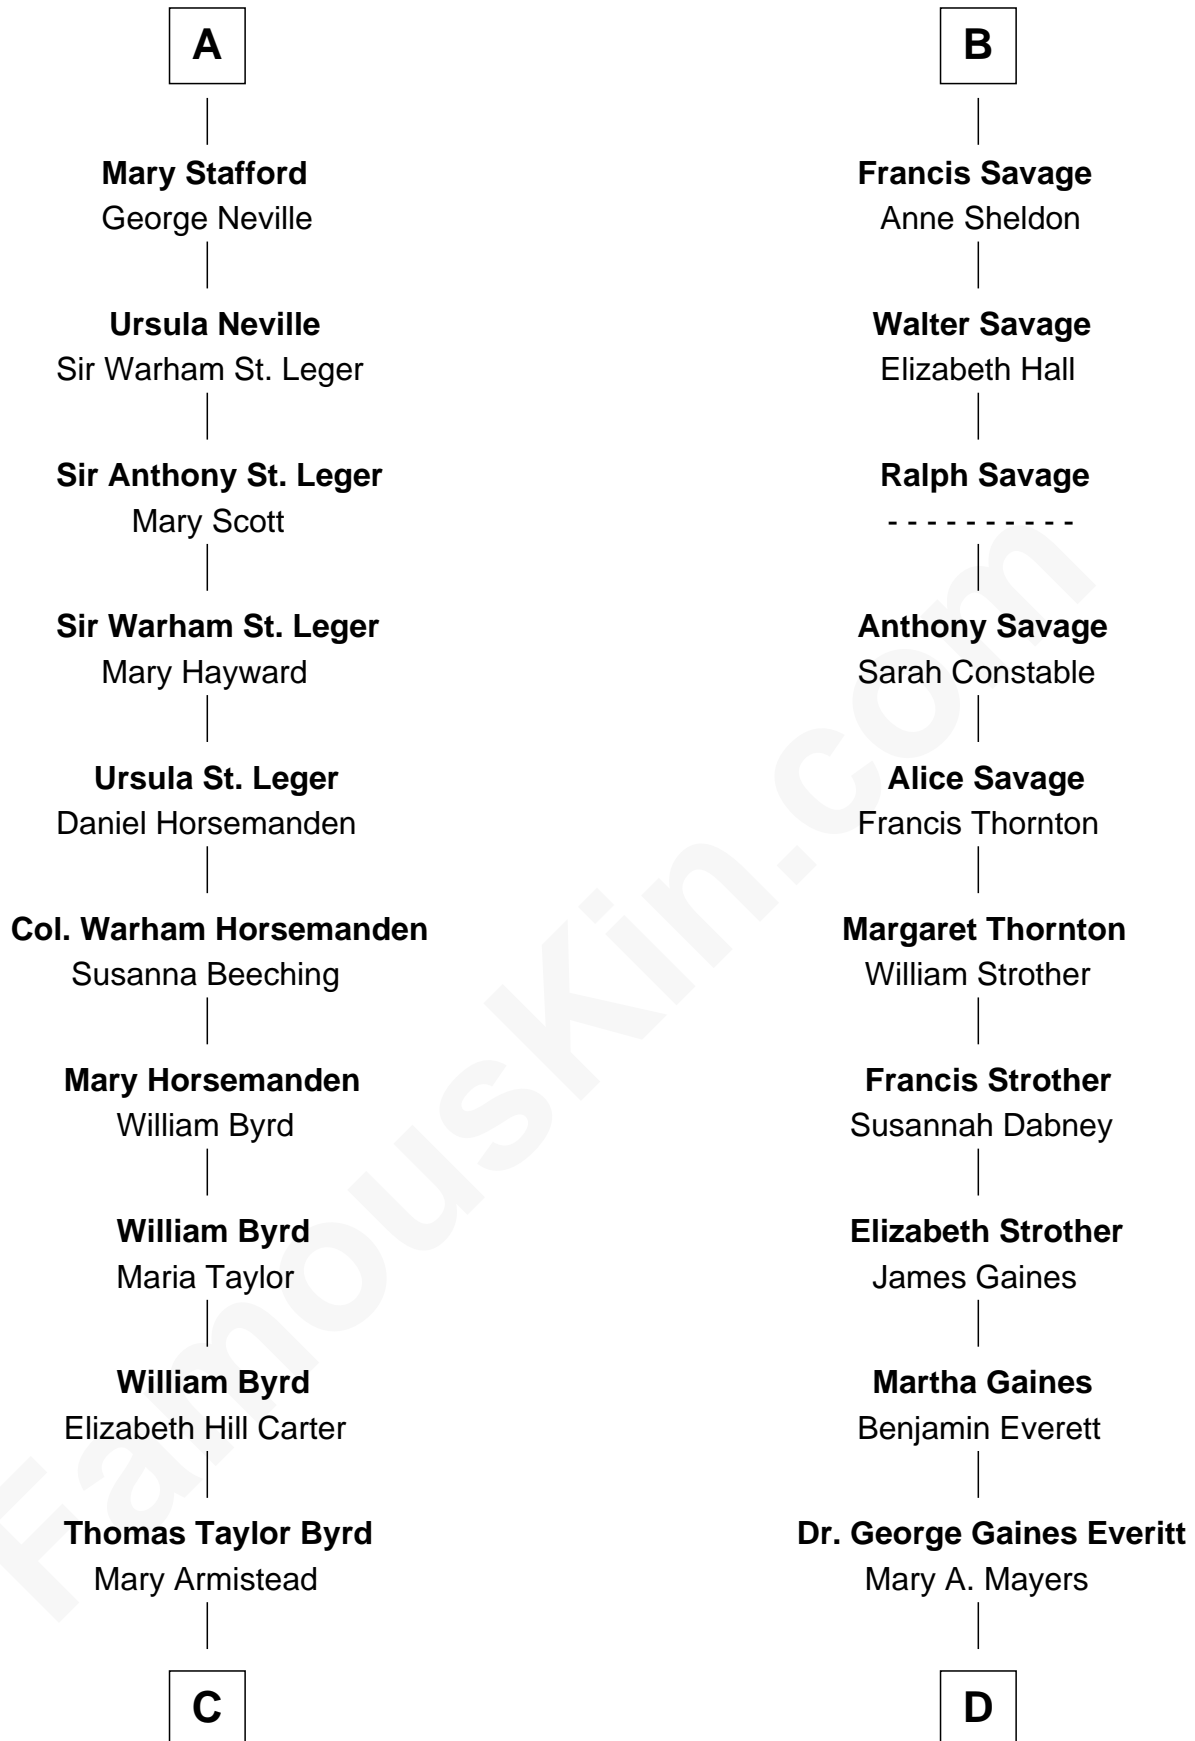 A
Mary Stafford
George Neville
Ursula Neville
Sir Warham St. Leger
Sir Anthony St. Leger
Mary Scott
Sir Warham St. Leger
Mary Hayward
Ursula St. Leger
Daniel Horsemanden
Col. Warham Horsemanden
Susanna Beeching
Mary Horsemanden
William Byrd
William Byrd
Maria Taylor
William Byrd
Elizabeth Hill Carter
Thomas Taylor Byrd
Mary Armistead
C
B
Francis Savage
Anne Sheldon
Walter Savage
Elizabeth Hall
Ralph Savage
- - - - - - - - - -
Anthony Savage
Sarah Constable
Alice Savage
Francis Thornton
Margaret Thornton
William Strother
Francis Strother
Susannah Dabney
Elizabeth Strother
James Gaines
Martha Gaines
Benjamin Everett
Dr. George Gaines Everitt
Mary A. Mayers
D
FamousKin.com